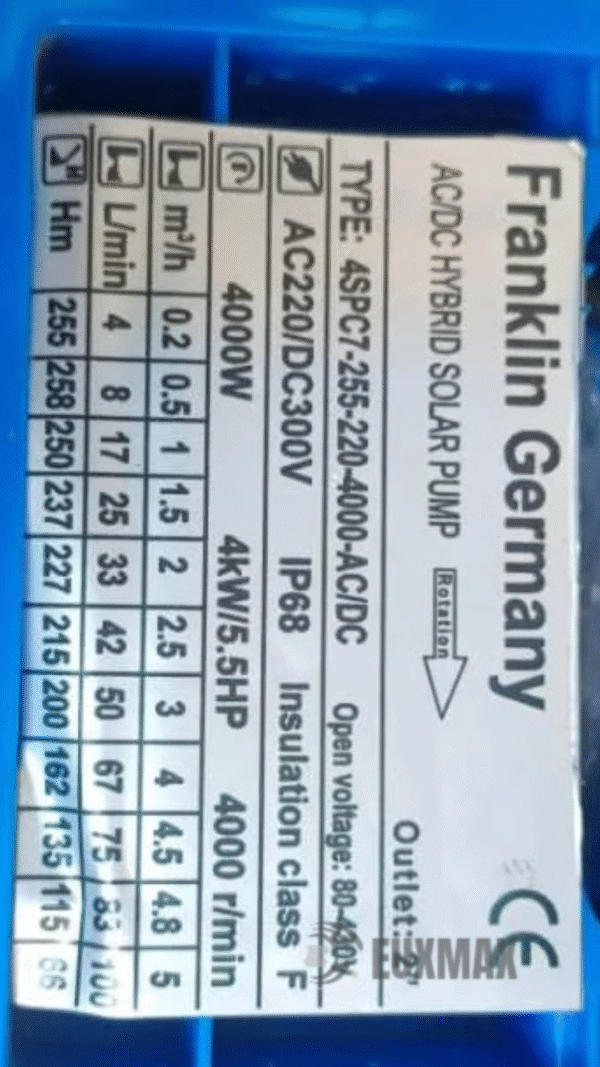 Franklin Germany CE
AC/DC HYBRID SOLAR PUMP Rotation
Outlet: 2"
TYPE: 4SPC7-255-220-4000-AC/DC Open voltage: 80-430V
AC220/DC300V IP68 Insulation class F
4000W 4kW/5.5HP 4000 r/min
m³/h 0.2 0.5 1 1.5 2 2.5 3 4 4.5 4.8 5
L/min 4 8 17 25 33 42 50 67 75 83 100
Hm 255 258 250 237 227 215 200 162 135 115
EUXMAX